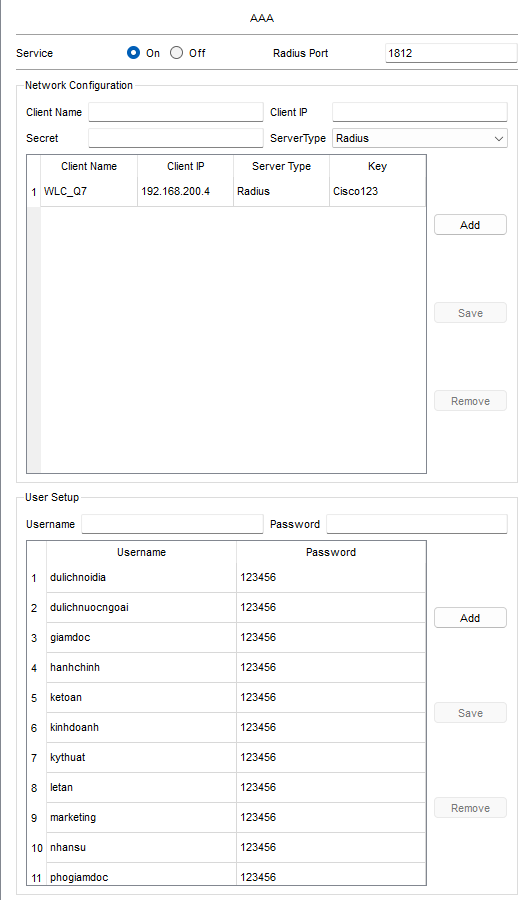 AAA
Service On Off Radius Port 1812
Network Configuration
Client Name Client IP
Secret ServerType Radius
Client Name Client IP Server Type Key
1 WLC_Q7 192.168.200.4 Radius Cisco123
Add
Save
Remove
User Setup
Username Password
Username Password
1 dulichnoidia 123456
2 dulichnuocngoai 123456
3 giamdoc 123456
Add
4 hanhchinh 123456
5 ketoan 123456
Save
6 kinhdoanh 123456
7 kythuat 123456
8 letan 123456
Remove
9 marketing 123456
10 nhansu 123456
11 phogiamdoc 123456